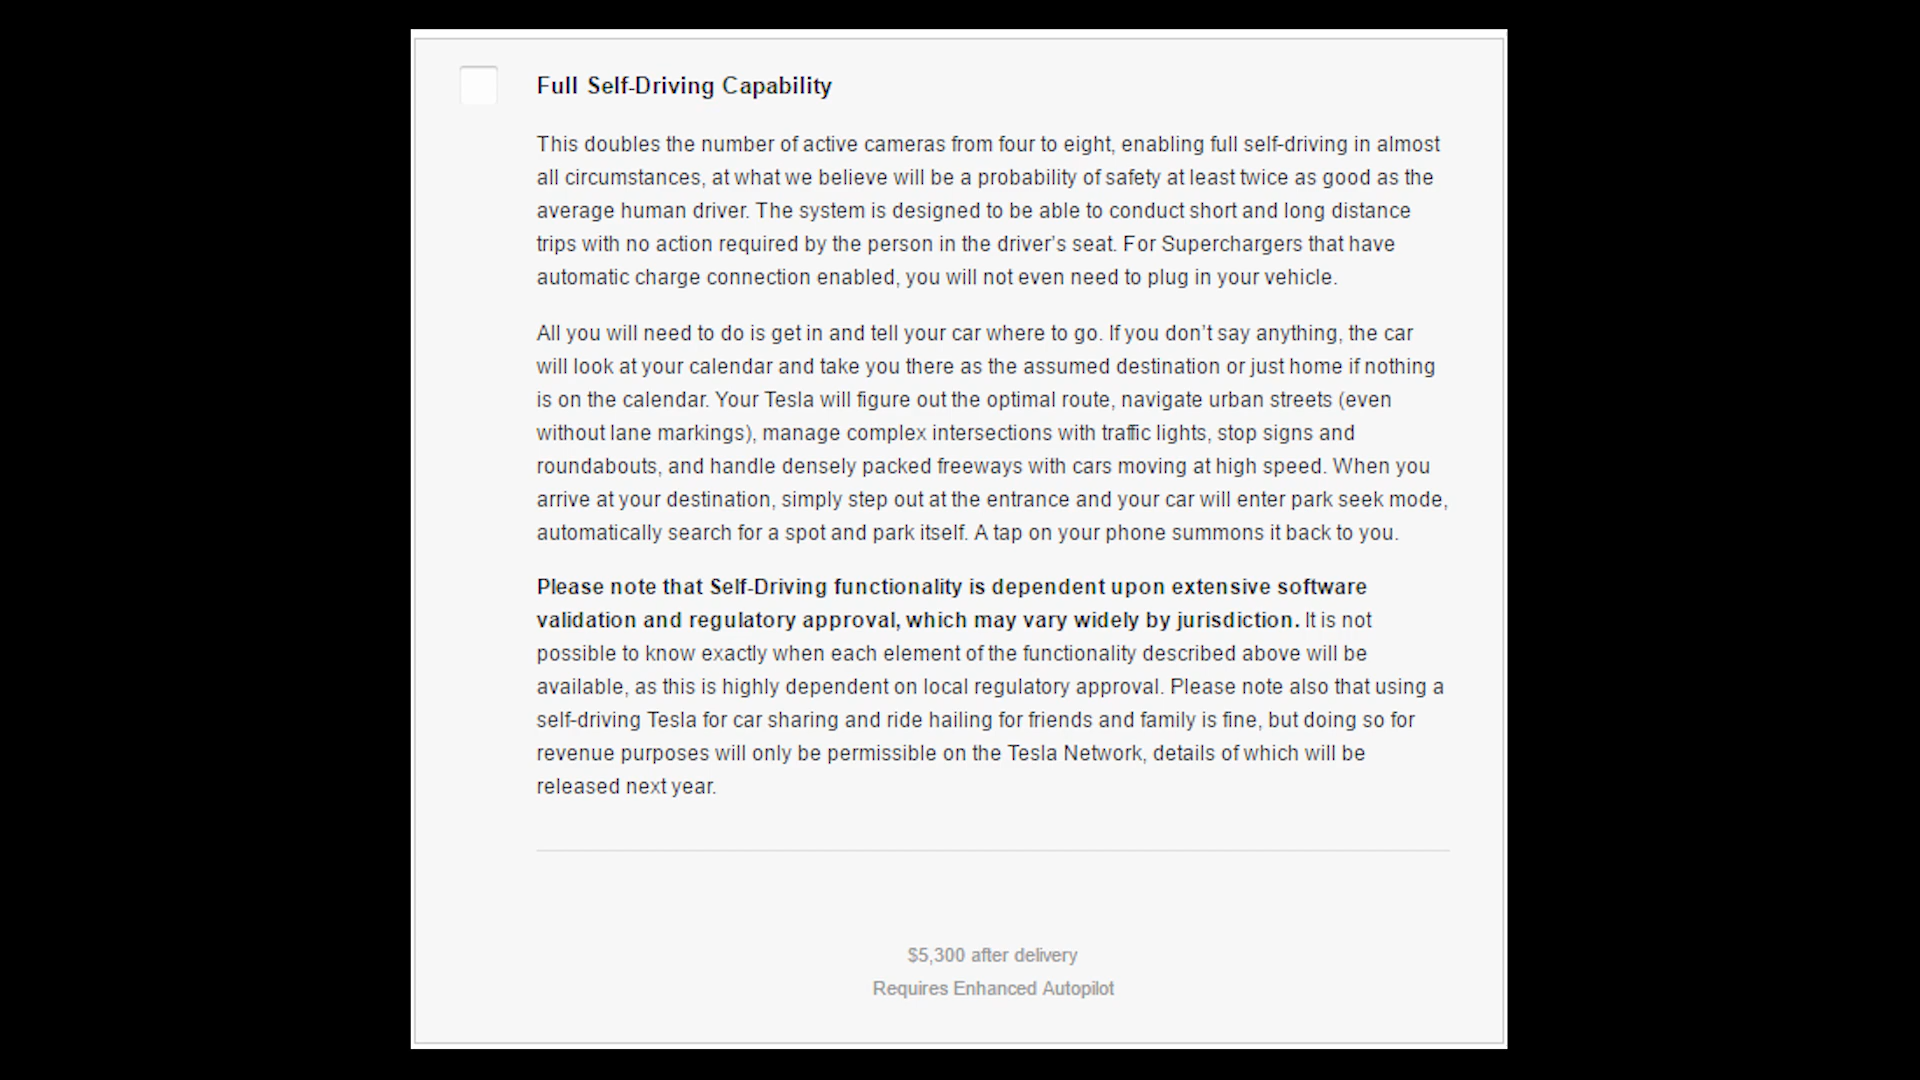 Full Self-Driving Capability
This doubles the number of active cameras from four to eight, enabling full self-driving in almost
all circumstances, at what we believe will be a probability of safety at least twice as good as the
average human driver. The system is designed to be able to conduct short and long distance
trips with no action required by the person in the driver’s seat. For Superchargers that have
automatic charge connection enabled, you will not even need to plug in your vehicle.
All you will need to do is get in and tell your car where to go. If you don’t say anything, the car
will look at your calendar and take you there as the assumed destination or just home if nothing
is on the calendar. Your Tesla will figure out the optimal route, navigate urban streets (even
without lane markings), manage complex intersections with traffic lights, stop signs and
roundabouts, and handle densely packed freeways with cars moving at high speed. When you
arrive at your destination, simply step out at the entrance and your car will enter park seek mode,
automatically search for a spot and park itself. A tap on your phone summons it back to you.
Please note that Self-Driving functionality is dependent upon extensive software
validation and regulatory approval, which may vary widely by jurisdiction. It is not
possible to know exactly when each element of the functionality described above will be
available, as this is highly dependent on local regulatory approval. Please note also that using a
self-driving Tesla for car sharing and ride hailing for friends and family is fine, but doing so for
revenue purposes will only be permissible on the Tesla Network, details of which will be
released next year.
$5,300 after delivery
Requires Enhanced Autopilot